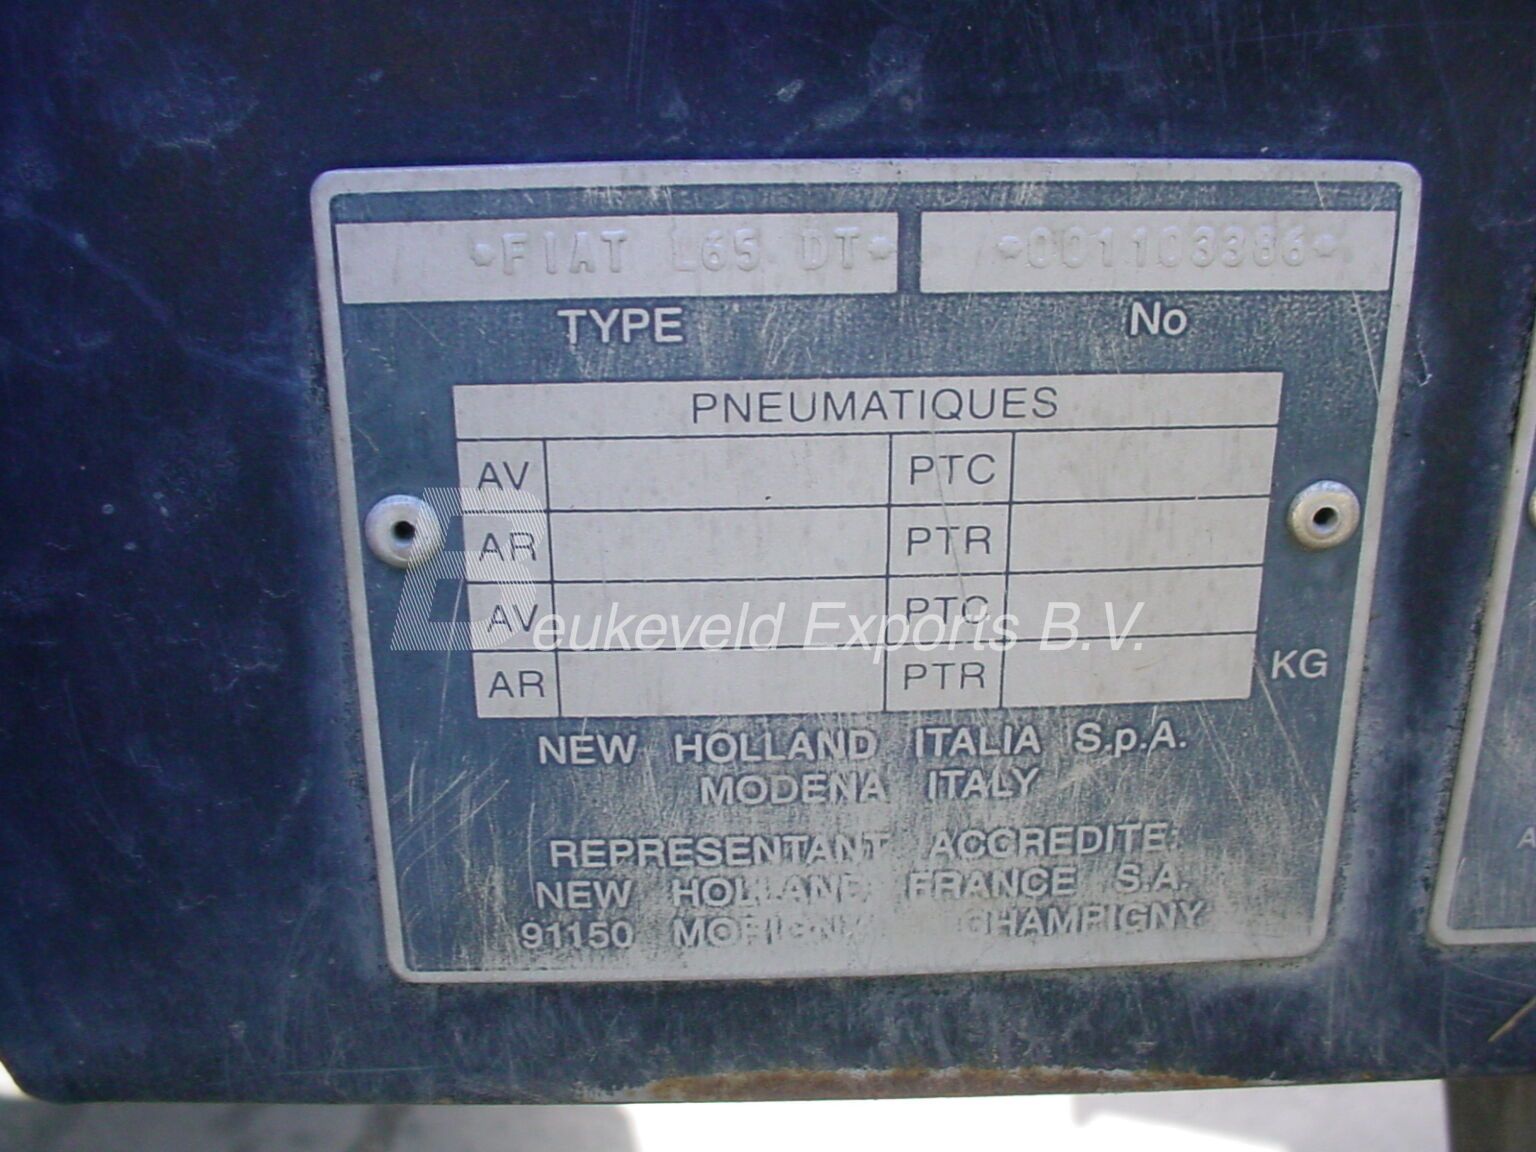 *FIAT L65 DT* *001103386*
TYPE No
PNEUMATIQUES
AV PTC
AR PTR
AV PTC
AR PTR KG
Beukeveld Exports B.V.
NEW HOLLAND ITALIA S.p.A.
MODENA ITALY
REPRESENTANT ACCREDITE:
NEW HOLLAND FRANCE S.A.
91150 MORIGNY CHAMPIGNY
A